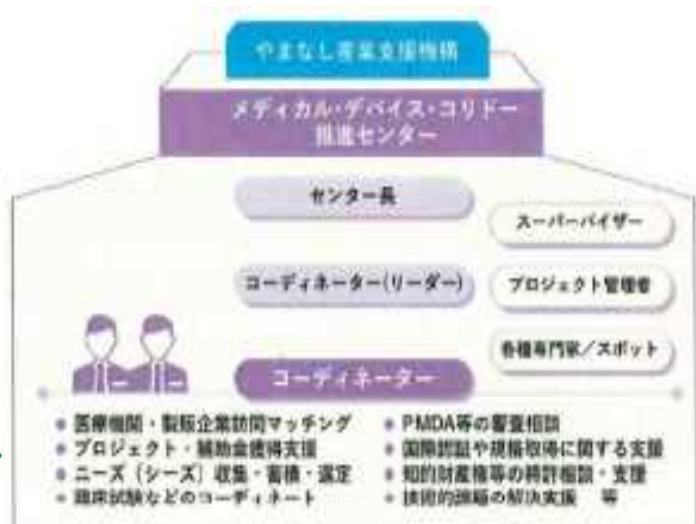 やまなし産業支援機構
メディカル・デバイス・コリドー
推進センター
センター長
スーパーバイザー
コーディネーター(リーダー)
プロジェクト管理者
各種専門家/スポット
コーディネーター
● 医療機関・製販企業訪問マッチング
● プロジェクト・補助金獲得支援
● ニーズ（シーズ）収集・蓄積・選定
● 臨床試験などのコーディネート
● PMDA等の審査相談
● 国際認証や規格取得に関する支援
● 知的財産権等の特許相談・支援
● 技術的課題の解決支援　等